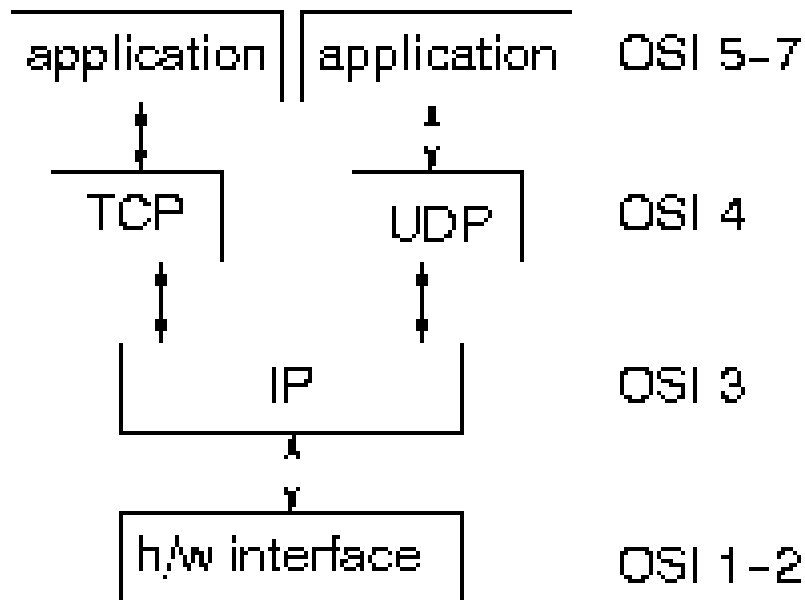 application application OSI 5-7
TCP UDP OSI 4
IP OSI 3
h/w interface OSI 1-2